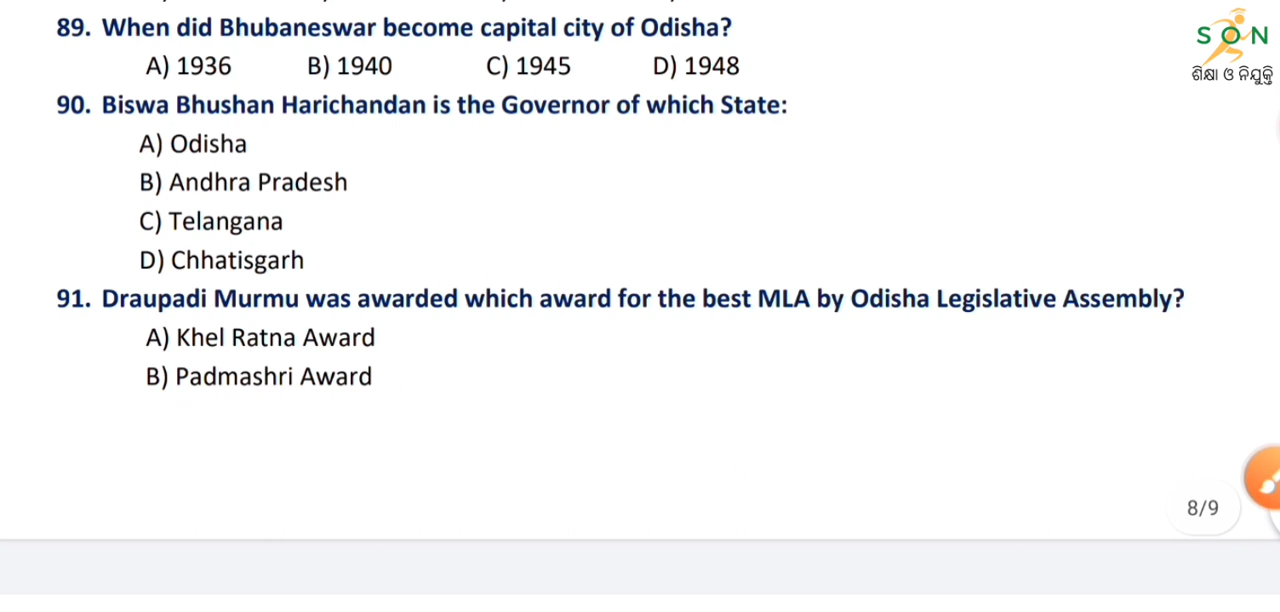 89. When did Bhubaneswar become capital city of Odisha?
A) 1936 B) 1940 C) 1945 D) 1948
90. Biswa Bhushan Harichandan is the Governor of which State:
A) Odisha
B) Andhra Pradesh
C) Telangana
D) Chhatisgarh
91. Draupadi Murmu was awarded which award for the best MLA by Odisha Legislative Assembly?
A) Khel Ratna Award
B) Padmashri Award
SON
ଶିକ୍ଷା ଓ ନିଯୁକ୍ତି
8/9